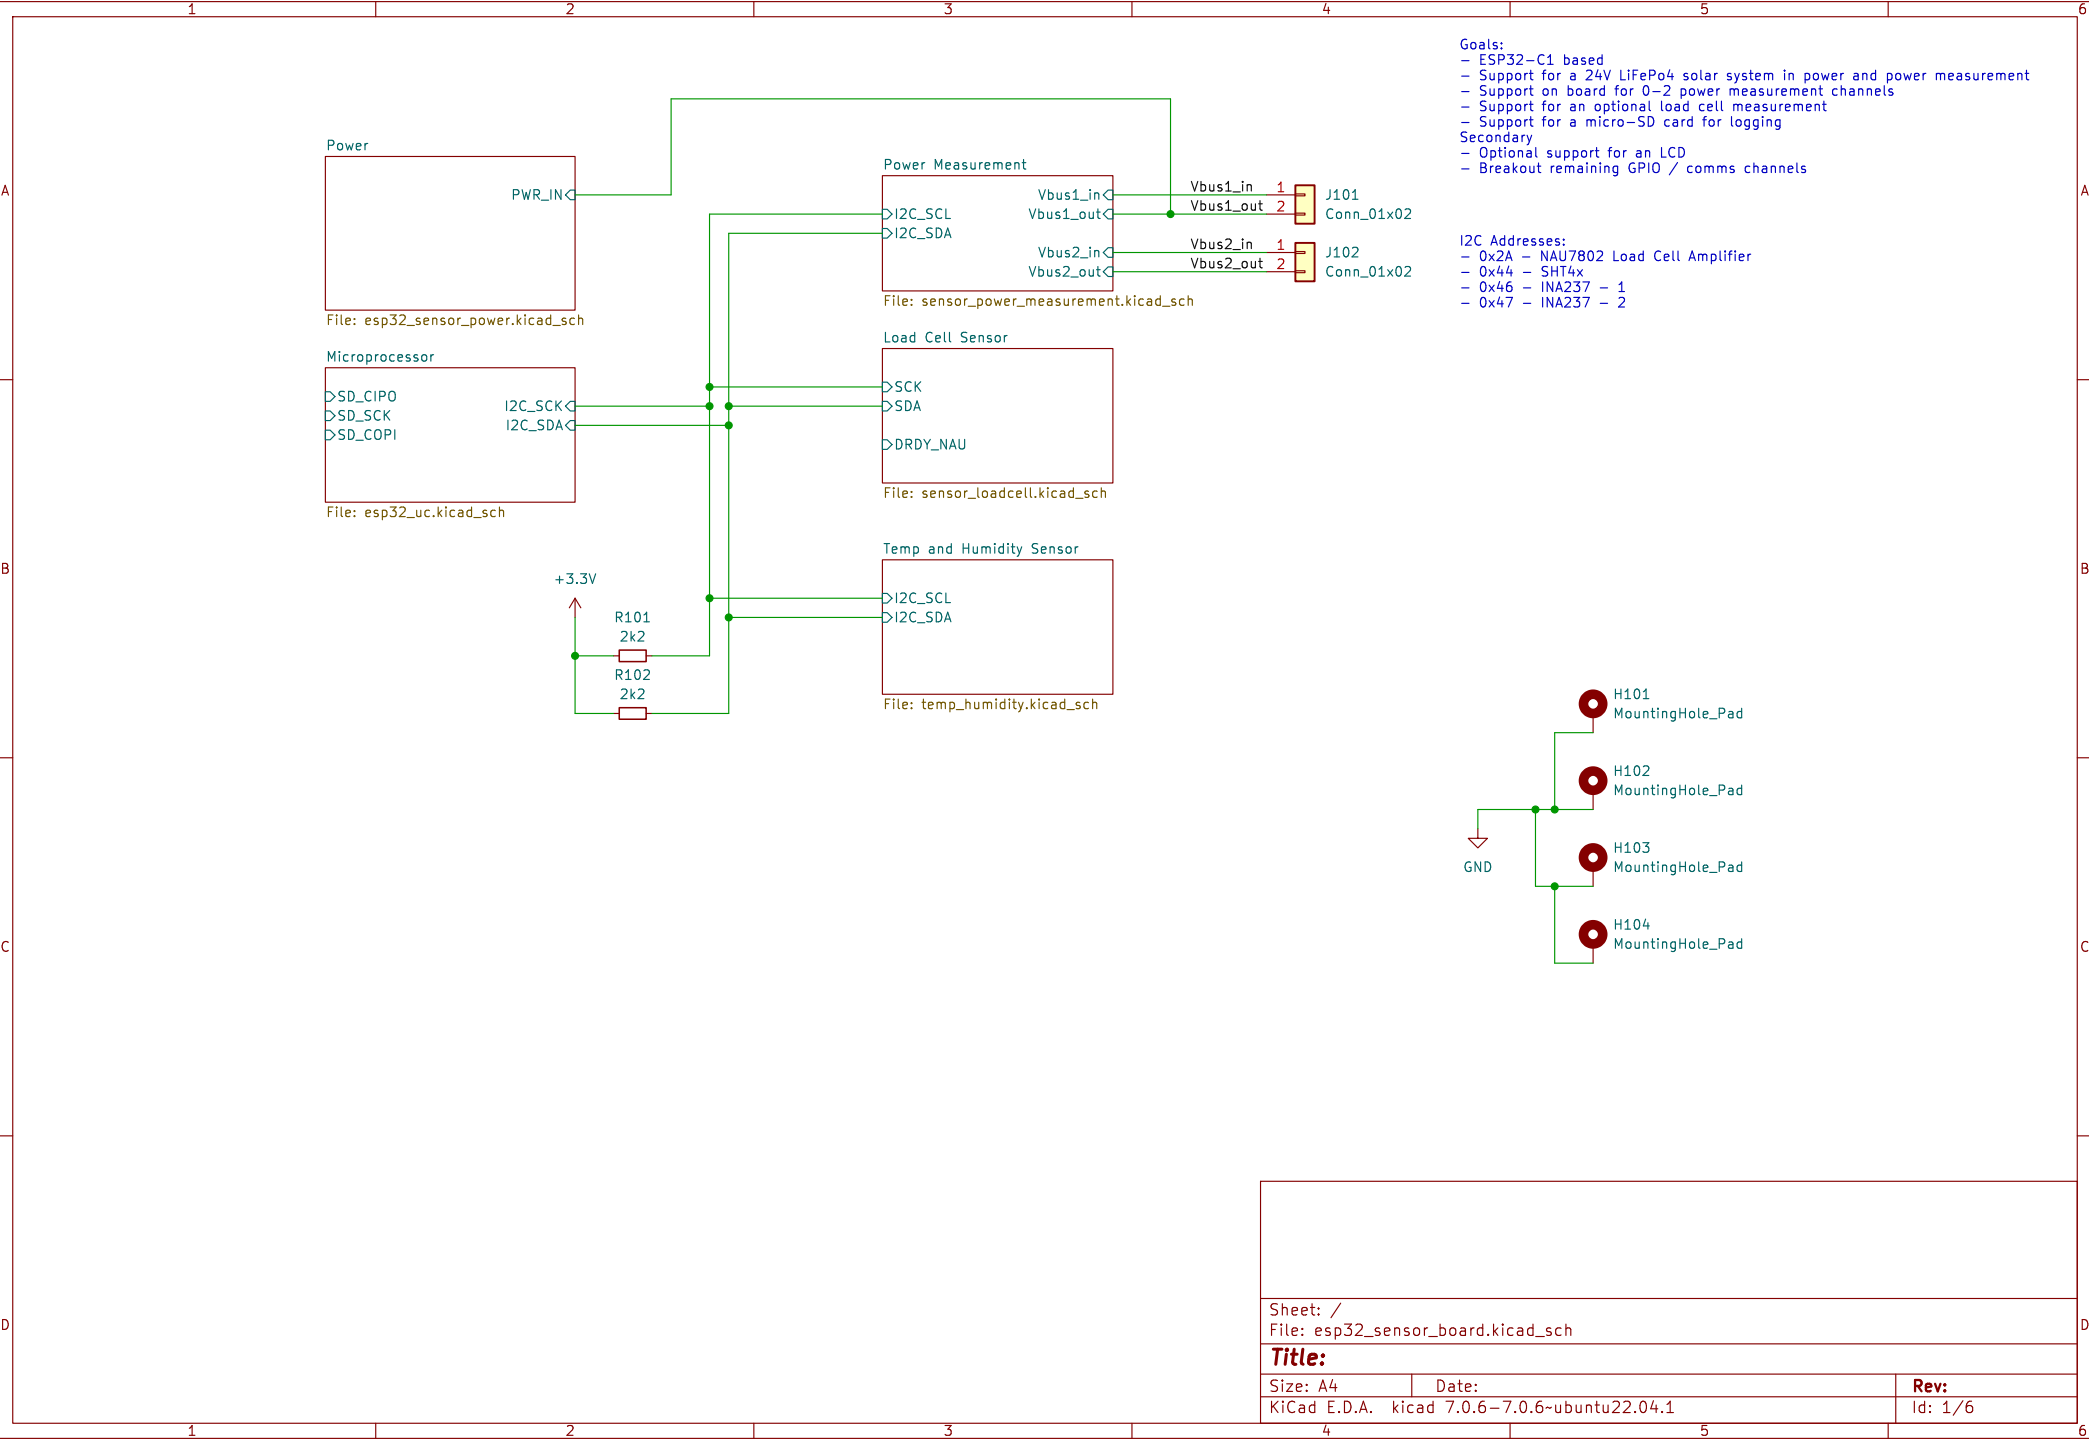 1 2 3 4 5 6
Goals:
- ESP32-C1 based
- Support for a 24V LiFePo4 solar system in power and power measurement
- Support on board for 0-2 power measurement channels
- Support for an optional load cell measurement
- Support for a micro-SD card for logging
Secondary
- Optional support for an LCD
- Breakout remaining GPIO / comms channels
A
A
Power
PWR_IN
File: esp32_sensor_power.kicad_sch
Power Measurement
I2C_SCL
I2C_SDA
Vbus1_in
Vbus1_out
Vbus2_in
Vbus2_out
File: sensor_power_measurement.kicad_sch
Vbus1_in 1
Vbus1_out 2
J101
Conn_01x02
Vbus2_in 1
Vbus2_out 2
J102
Conn_01x02
I2C Addresses:
- 0x2A - NAU7802 Load Cell Amplifier
- 0x44 - SHT4x
- 0x46 - INA237 - 1
- 0x47 - INA237 - 2
Microprocessor
SD_CIPO
SD_SCK
SD_COPI
I2C_SCK
I2C_SDA
File: esp32_uc.kicad_sch
Load Cell Sensor
SCK
SDA
DRDY_NAU
File: sensor_loadcell.kicad_sch
B
B
Temp and Humidity Sensor
I2C_SCL
I2C_SDA
File: temp_humidity.kicad_sch
+3.3V
R101
2k2
R102
2k2
H101
MountingHole_Pad
H102
MountingHole_Pad
GND
H103
MountingHole_Pad
H104
MountingHole_Pad
C
C
D
D
Sheet: /
File: esp32_sensor_board.kicad_sch
Title:
Size: A4 Date: Rev:
KiCad E.D.A. kicad 7.0.6-7.0.6~ubuntu22.04.1 Id: 1/6
1 2 3 4 5 6